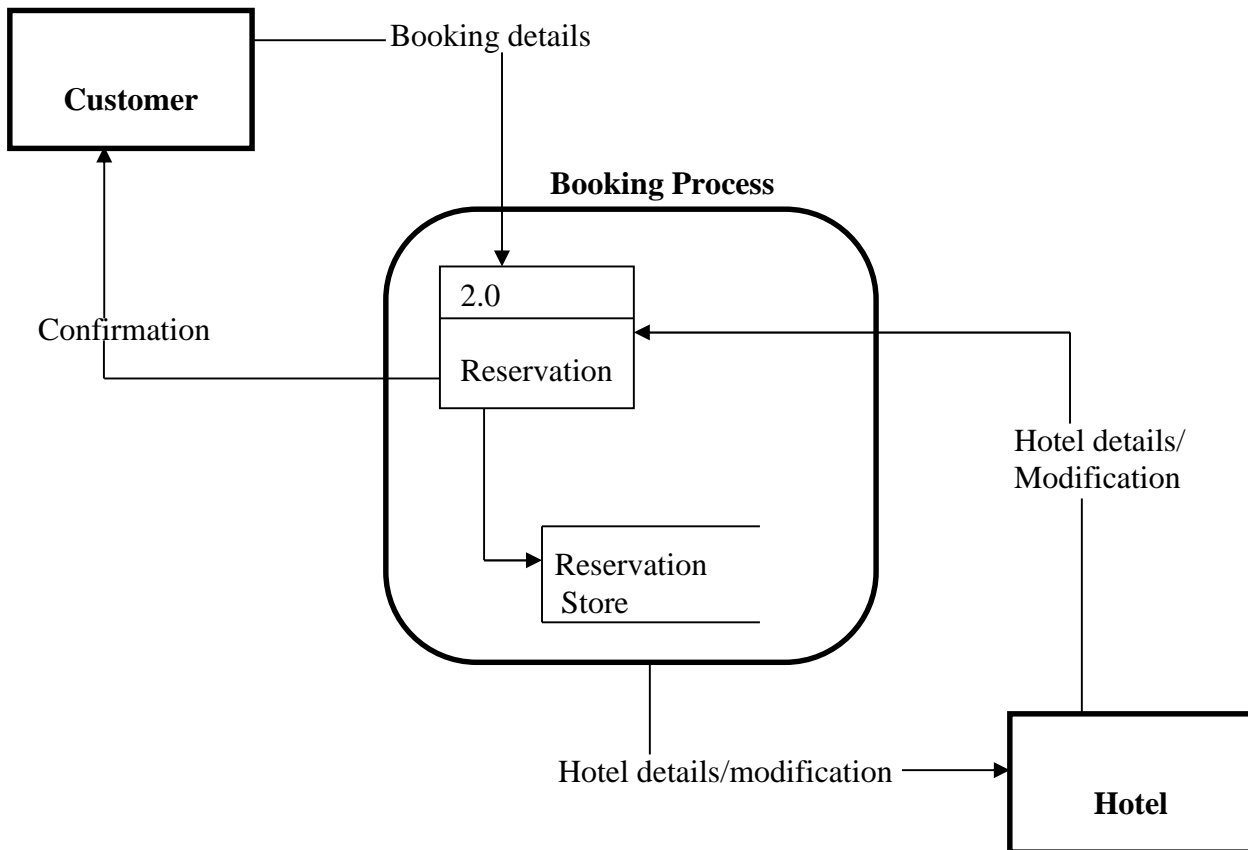 Booking details
Customer
Booking Process
2.0
Confirmation
Reservation
Hotel details/
Modification
Reservation
Store
Hotel details/modification
Hotel